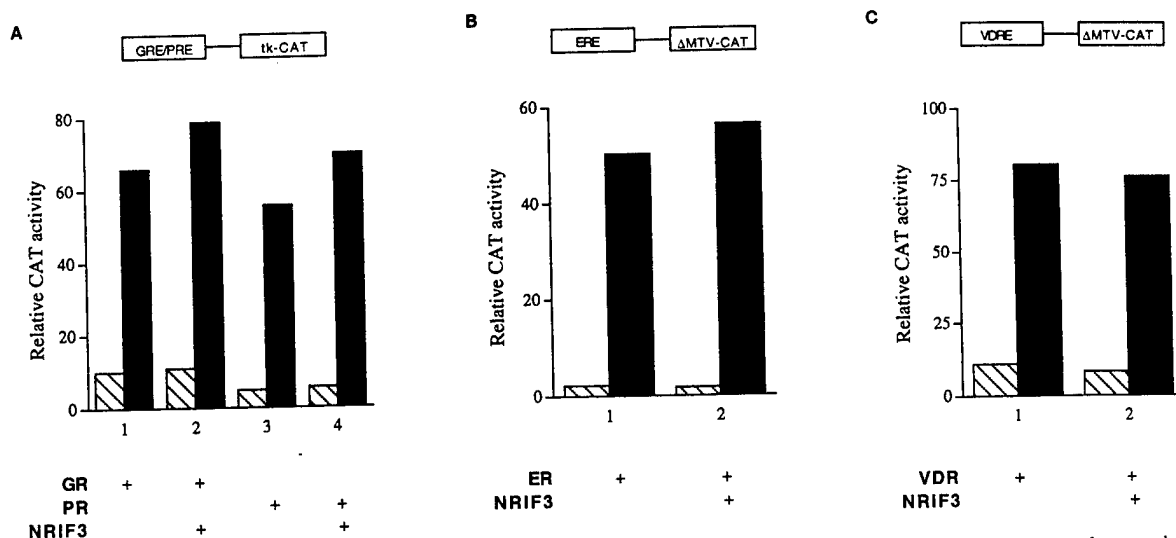 A
GRE/PRE tk-CAT
Relative CAT activity
80
60
40
20
0
1 2 3 4
GR + +
PR + +
NRIF3 + +
B
ERE ΔMTV-CAT
Relative CAT activity
60
40
20
0
1 2
ER + +
NRIF3 +
C
VDRE ΔMTV-CAT
Relative CAT activity
100
75
50
25
0
1 2
VDR + +
NRIF3 +